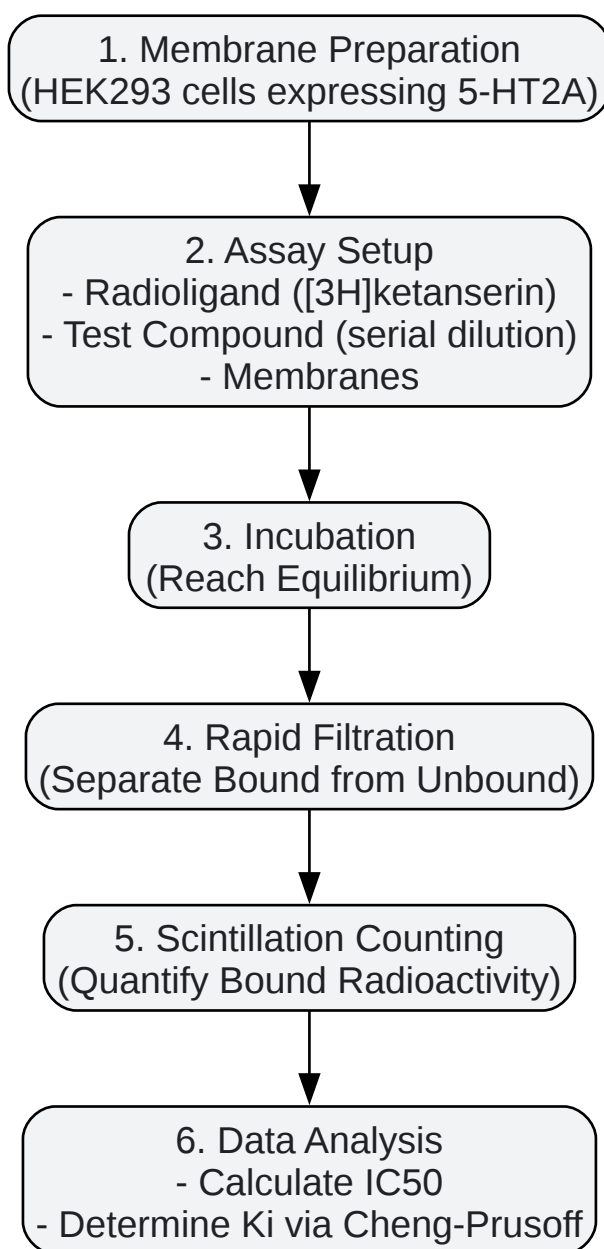 1. Membrane Preparation
(HEK293 cells expressing 5-HT2A)
2. Assay Setup
- Radioligand ([3H]ketanserin)
- Test Compound (serial dilution)
- Membranes
3. Incubation
(Reach Equilibrium)
4. Rapid Filtration
(Separate Bound from Unbound)
5. Scintillation Counting
(Quantify Bound Radioactivity)
6. Data Analysis
- Calculate IC50
- Determine Ki via Cheng-Prusoff